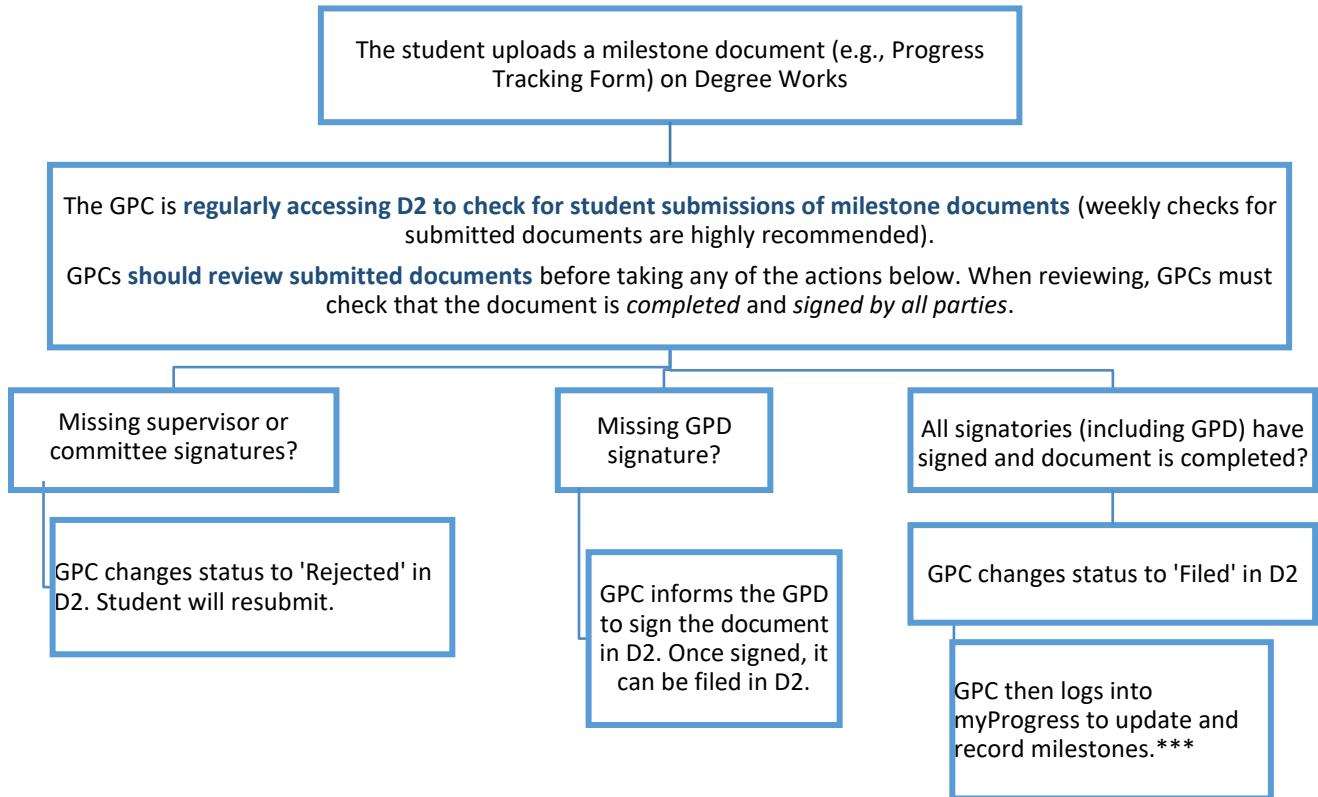 The student uploads a milestone document (e.g., Progress
Tracking Form) on Degree Works
The GPC is regularly accessing D2 to check for student submissions of milestone documents (weekly checks for
submitted documents are highly recommended).
GPCs should review submitted documents before taking any of the actions below. When reviewing, GPCs must
check that the document is completed and signed by all parties.
Missing supervisor or
committee signatures?
GPC changes status to 'Rejected' in
D2. Student will resubmit.
Missing GPD
signature?
GPC informs the GPD
to sign the document
in D2. Once signed, it
can be filed in D2.
All signatories (including GPD) have
signed and document is completed?
GPC changes status to 'Filed' in D2
GPC then logs into
myProgress to update and
record milestones.***